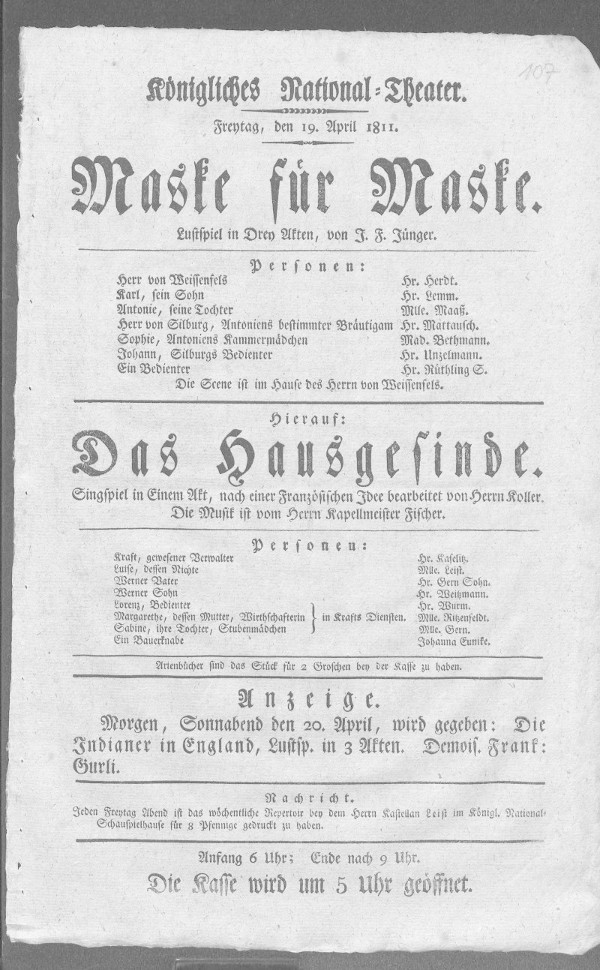 107
Königliches National-Theater.
Freytag, den 19. April 1811.
Maske für Maske.
Lustspiel in Drey Akten, von J. F. Jünger.
Personen:
Herr von Weissenfels Hr. Herdt.
Karl, sein Sohn Hr. Lemm.
Antonie, seine Tochter Mlle. Maaß.
Herr von Silburg, Antoniens bestimmter Bräutigam Hr. Mattausch.
Sophie, Antoniens Kammermädchen Mad. Bethmann.
Johann, Silburgs Bedienter Hr. Unzelmann.
Ein Bedienter Hr. Rüthling S.
Die Scene ist im Hause des Herrn von Weissenfels.
Hierauf:
Das Hausgesinde.
Singspiel in Einem Akt, nach einer Französischen Idee bearbeitet von Herrn Koller.
Die Musik ist vom Herrn Kapellmeister Fischer.
Personen:
Kraft, gewesener Verwalter Hr. Kaselitz.
Luise, dessen Nichte Mlle. Leist.
Werner Vater Hr. Gern Sohn.
Werner Sohn Hr. Weitzmann.
Lorenz, Bedienter Hr. Wurm.
Margarethe, dessen Mutter, Wirthschafterin } in Krafts Diensten. Mlle. Ritzenfeldt.
Sabine, ihre Tochter, Stubenmädchen Mlle. Gern.
Ein Bauerknabe Johanna Eunike.
Arienbücher sind das Stück für 2 Groschen bey der Kasse zu haben.
Anzeige.
Morgen, Sonnabend den 20. April, wird gegeben: Die
Indianer in England, Lustsp. in 3 Akten. Demois. Frank:
Gurli.
Nachricht.
Jeden Freytag Abend ist das wöchentliche Repertoir bey dem Herrn Kastellan Leist im Königl. National-
Schauspielhause für 8 Pfennige gedruckt zu haben.
Anfang 6 Uhr; Ende nach 9 Uhr.
Die Kasse wird um 5 Uhr geöffnet.